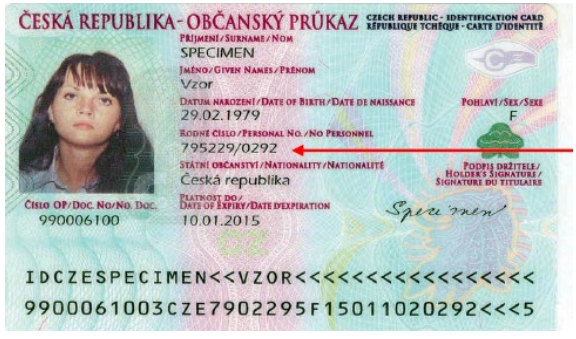 ČESKÁ REPUBLIKA - OBČANSKÝ PRŮKAZ
CZECH REPUBLIC - IDENTIFICATION CARD
RÉPUBLIQUE TCHÈQUE - CARTE D'IDENTITÉ
PŘÍJMENÍ/SURNAME/NOM
SPECIMEN
JMÉNO/GIVEN NAMES/PRÉNOM
Vzor
DATUM NAROZENÍ/DATE OF BIRTH/DATE DE NAISSANCE
POHLAVÍ/SEX/SEXE
29.02.1979
F
RODNÉ ČÍSLO/PERSONAL NO./NO PERSONNEL
795229/0292
STÁTNÍ OBČANSTVÍ/NATIONALITY/NATIONALITÉ
Česká republika
PODPIS DRŽITELE/
HOLDER'S SIGNATURE/
SIGNATURE DU TITULAIRE
ČÍSLO OP/DOC. NO/NO. DOC.
990006100
PLATNOST DO/
DATE OF EXPIRY/DATE D'EXPIRATION
10.01.2015
Specimen
CZ
IDCZESPECIMEN<<VZOR<<<<<<<<<<<<<<<<<
9900061003CZE7902295F15011020292<<<5